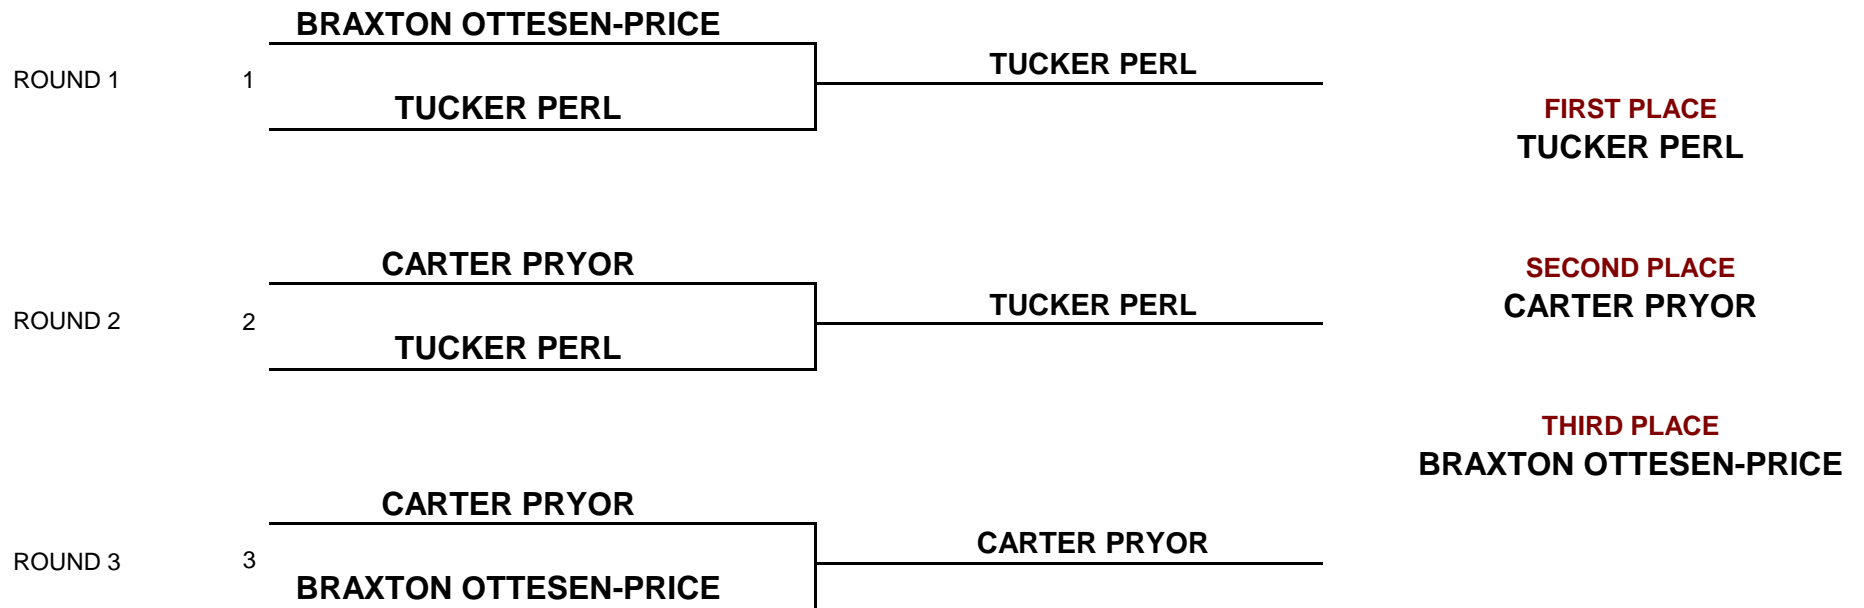 BRAXTON OTTESEN-PRICE
ROUND 1
1
TUCKER PERL
TUCKER PERL
FIRST PLACE
TUCKER PERL
CARTER PRYOR
ROUND 2
2
TUCKER PERL
TUCKER PERL
SECOND PLACE
CARTER PRYOR
THIRD PLACE
BRAXTON OTTESEN-PRICE
CARTER PRYOR
ROUND 3
3
BRAXTON OTTESEN-PRICE
CARTER PRYOR